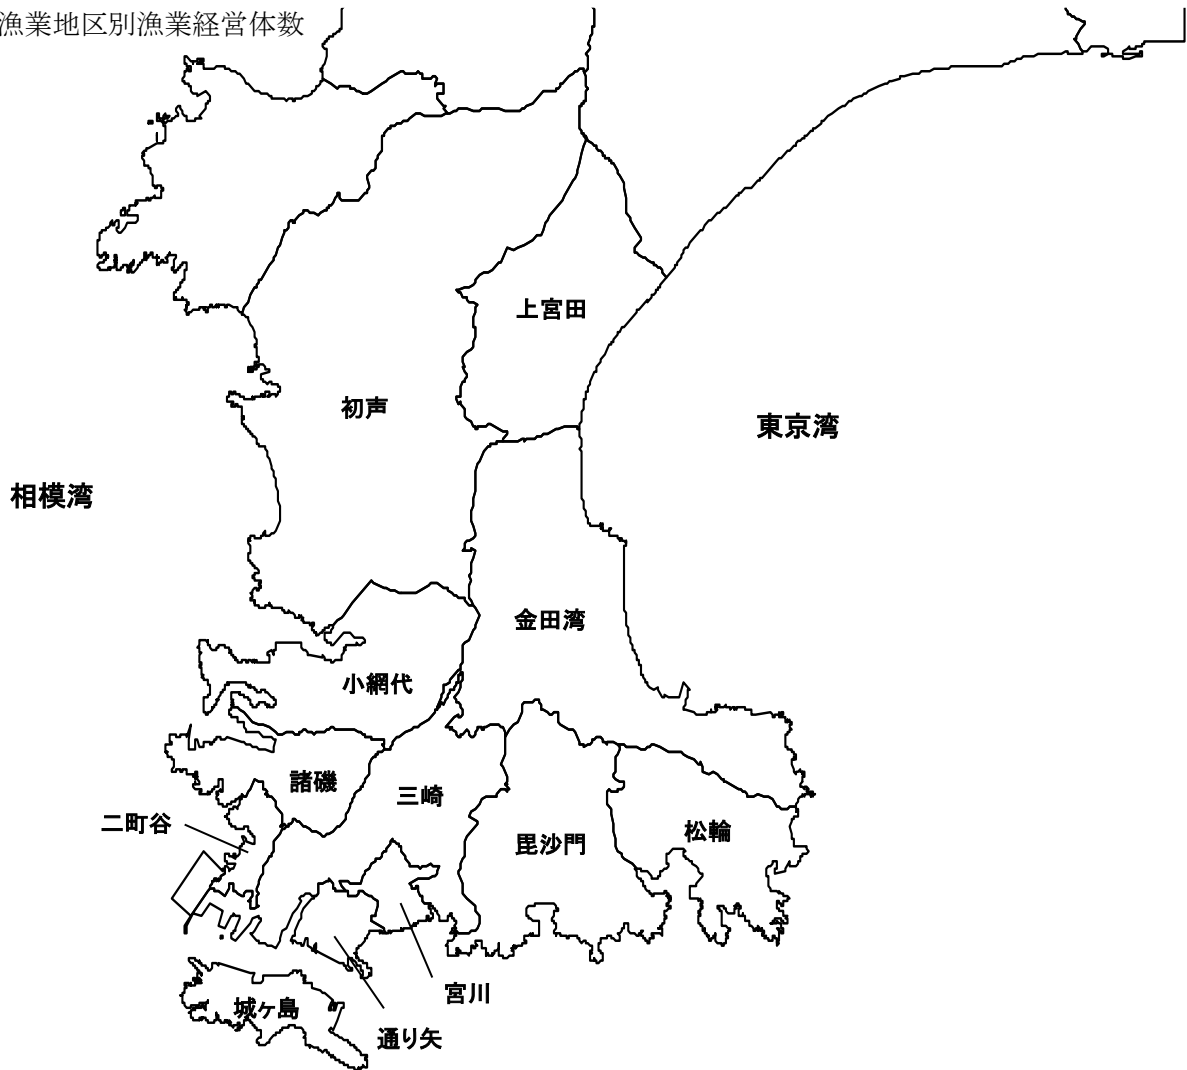 漁業地区別漁業経営体数
上宮田
初声
東京湾
相模湾
金田湾
小網代
諸磯
三崎
二町谷
松輪
毘沙門
宮川
城ヶ島
通り矢